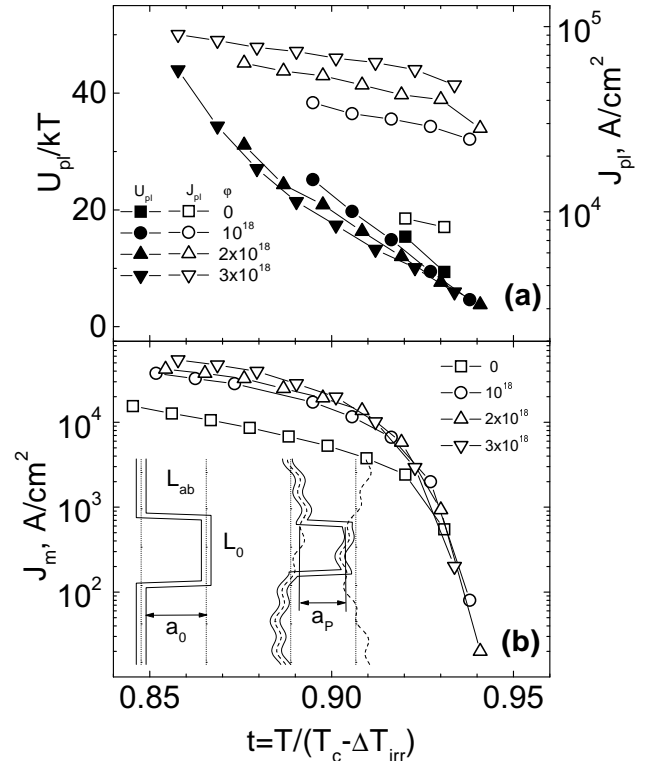 10^5
40
20
0
U_pl/kT
J_pl, A/cm^2
10^4
U_pl J_pl φ
0
10^18
2x10^18
3x10^18
(a)
0
10^18
2x10^18
3x10^18
10^4
10^3
10^2
J_m, A/cm^2
L_ab
L_0
a_0
a_P
(b)
0.85 0.90 0.95
t=T/(T_c-ΔT_irr)